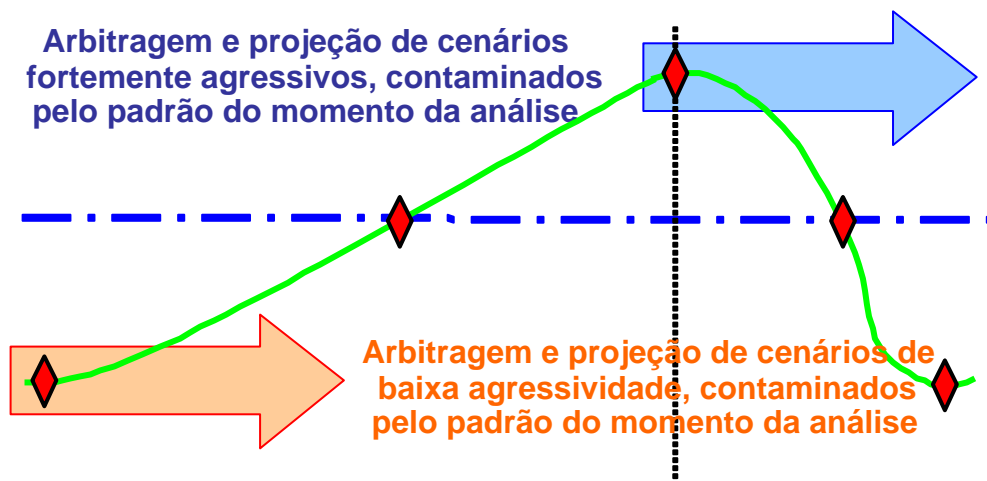 Arbitragem e projeção de cenários
fortemente agressivos, contaminados
pelo padrão do momento da análise
Arbitragem e projeção de cenários de
baixa agressividade, contaminados
pelo padrão do momento da análise